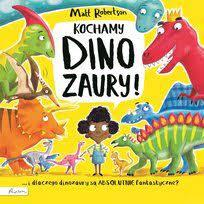 Matt Robertson
KOCHAMY
DINO
ZAURY!
...i dlaczego dinozaury są ABSOLUTNIE fantastyczne?